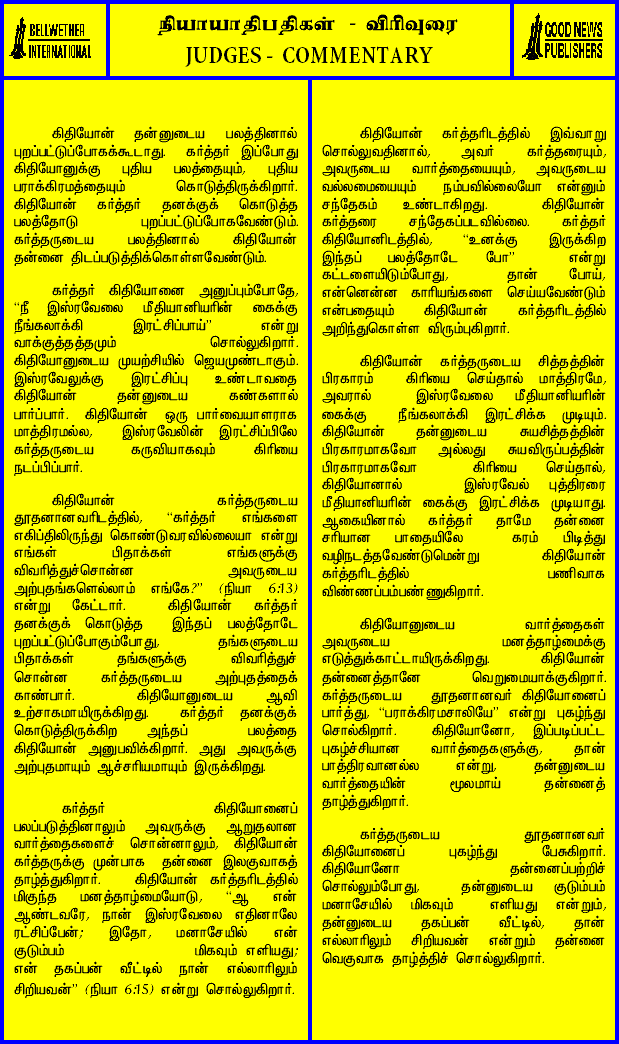 BELLWETHER
INTERNATIONAL
நியாயாதிபதிகள் - விரிவுரை
JUDGES - COMMENTARY
GOOD NEWS
PUBLISHERS
கிதியோன் தன்னுடைய பலத்தினால்
புறப்பட்டுப்போகக்கூடாது. கர்த்தர் இப்போது
கிதியோனுக்கு புதிய பலத்தையும், புதிய
பராக்கிரமத்தையும் கொடுத்திருக்கிறார்.
கிதியோன் கர்த்தர் தனக்குக் கொடுத்த
பலத்தோடு புறப்பட்டுப்போகவேண்டும்.
கர்த்தருடைய பலத்தினால் கிதியோன்
தன்னை திடப்படுத்திக்கொள்ளவேண்டும்.
கர்த்தர் கிதியோனை அனுப்பும்போதே,
“நீ இஸ்ரவேலை மீதியானியரின் கைக்கு
நீங்கலாக்கி இரட்சிப்பாய்” என்று
வாக்குத்தத்தமும் சொல்லுகிறார்.
கிதியோனுடைய முயற்சியில் ஜெயமுண்டாகும்.
இஸ்ரவேலுக்கு இரட்சிப்பு உண்டாவதை
கிதியோன் தன்னுடைய கண்களால்
பார்ப்பார். கிதியோன் ஒரு பார்வையாளராக
மாத்திரமல்ல, இஸ்ரவேலின் இரட்சிப்பிலே
கர்த்தருடைய கருவியாகவும் கிரியை
நடப்பிப்பார்.
கிதியோன் கர்த்தருடைய
தூதனானவரிடத்தில், “கர்த்தர் எங்களை
எகிப்திலிருந்து கொண்டுவரவில்லையா என்று
எங்கள் பிதாக்கள் எங்களுக்கு
விவரித்துச்சொன்ன அவருடைய
அற்புதங்களெல்லாம் எங்கே?” (நியா 6:13)
என்று கேட்டார். கிதியோன் கர்த்தர்
தனக்குக் கொடுத்த இந்தப் பலத்தோடே
புறப்பட்டுப்போகும்போது, தங்களுடைய
பிதாக்கள் தங்களுக்கு விவரித்துச்
சொன்ன கர்த்தருடைய அற்புதத்தைக்
காண்பார். கிதியோனுடைய ஆவி
உற்சாகமாயிருக்கிறது. கர்த்தர் தனக்குக்
கொடுத்திருக்கிற அந்தப் பலத்தை
கிதியோன் அனுபவிக்கிறார். அது அவருக்கு
அற்புதமாயும் ஆச்சரியமாயும் இருக்கிறது.
கர்த்தர் கிதியோனைப்
பலப்படுத்தினாலும் அவருக்கு ஆறுதலான
வார்த்தைகளைச் சொன்னாலும், கிதியோன்
கர்த்தருக்கு முன்பாக தன்னை இலகுவாகத்
தாழ்த்துகிறார். கிதியோன் கர்த்தரிடத்தில்
மிகுந்த மனத்தாழ்மையோடு, “ஆ என்
ஆண்டவரே, நான் இஸ்ரவேலை எதினாலே
ரட்சிப்பேன்; இதோ, மனாசேயில் என்
குடும்பம் மிகவும் எளியது;
என் தகப்பன் வீட்டில் நான் எல்லாரிலும்
சிறியவன்” (நியா 6:15) என்று சொல்லுகிறார்.
கிதியோன் கர்த்தரிடத்தில் இவ்வாறு
சொல்லுவதினால், அவர் கர்த்தரையும்,
அவருடைய வார்த்தையையும், அவருடைய
வல்லமையையும் நம்பவில்லையோ என்னும்
சந்தேகம் உண்டாகிறது. கிதியோன்
கர்த்தரை சந்தேகப்படவில்லை. கர்த்தர்
கிதியோனிடத்தில், “உனக்கு இருக்கிற
இந்தப் பலத்தோடே போ” என்று
கட்டளையிடும்போது, தான் போய்,
என்னென்ன காரியங்களை செய்யவேண்டும்
என்பதையும் கிதியோன் கர்த்தரிடத்தில்
அறிந்துகொள்ள விரும்புகிறார்.
கிதியோன் கர்த்தருடைய சித்தத்தின்
பிரகாரம் கிரியை செய்தால் மாத்திரமே,
அவரால் இஸ்ரவேலை மீதியானியரின்
கைக்கு நீங்கலாக்கி இரட்சிக்க முடியும்.
கிதியோன் தன்னுடைய சுயசித்தத்தின்
பிரகாரமாகவோ அல்லது சுயவிருப்பத்தின்
பிரகாரமாகவோ கிரியை செய்தால்,
கிதியோனால் இஸ்ரவேல் புத்திரரை
மீதியானியரின் கைக்கு இரட்சிக்க முடியாது.
ஆகையினால் கர்த்தர் தாமே தன்னை
சரியான பாதையிலே கரம் பிடித்து
வழிநடத்தவேண்டுமென்று கிதியோன்
கர்த்தரிடத்தில் பணிவாக
விண்ணப்பம்பண்ணுகிறார்.
கிதியோனுடைய வார்த்தைகள்
அவருடைய மனத்தாழ்மைக்கு
எடுத்துக்காட்டாயிருக்கிறது. கிதியோன்
தன்னைத்தானே வெறுமையாக்குகிறார்.
கர்த்தருடைய தூதனானவர் கிதியோனைப்
பார்த்து, “பராக்கிரமசாலியே” என்று புகழ்ந்து
சொல்கிறார். கிதியோனோ, இப்படிப்பட்ட
புகழ்ச்சியான வார்த்தைகளுக்கு, தான்
பாத்திரவானல்ல என்று, தன்னுடைய
வார்த்தையின் மூலமாய் தன்னைத்
தாழ்த்துகிறார்.
கர்த்தருடைய தூதனானவர்
கிதியோனைப் புகழ்ந்து பேசுகிறார்.
கிதியோனோ தன்னைப்பற்றிச்
சொல்லும்போது, தன்னுடைய குடும்பம்
மனாசேயில் மிகவும் எளியது என்றும்,
தன்னுடைய தகப்பன் வீட்டில், தான்
எல்லாரிலும் சிறியவன் என்றும் தன்னை
வெகுவாக தாழ்த்திச் சொல்லுகிறார்.